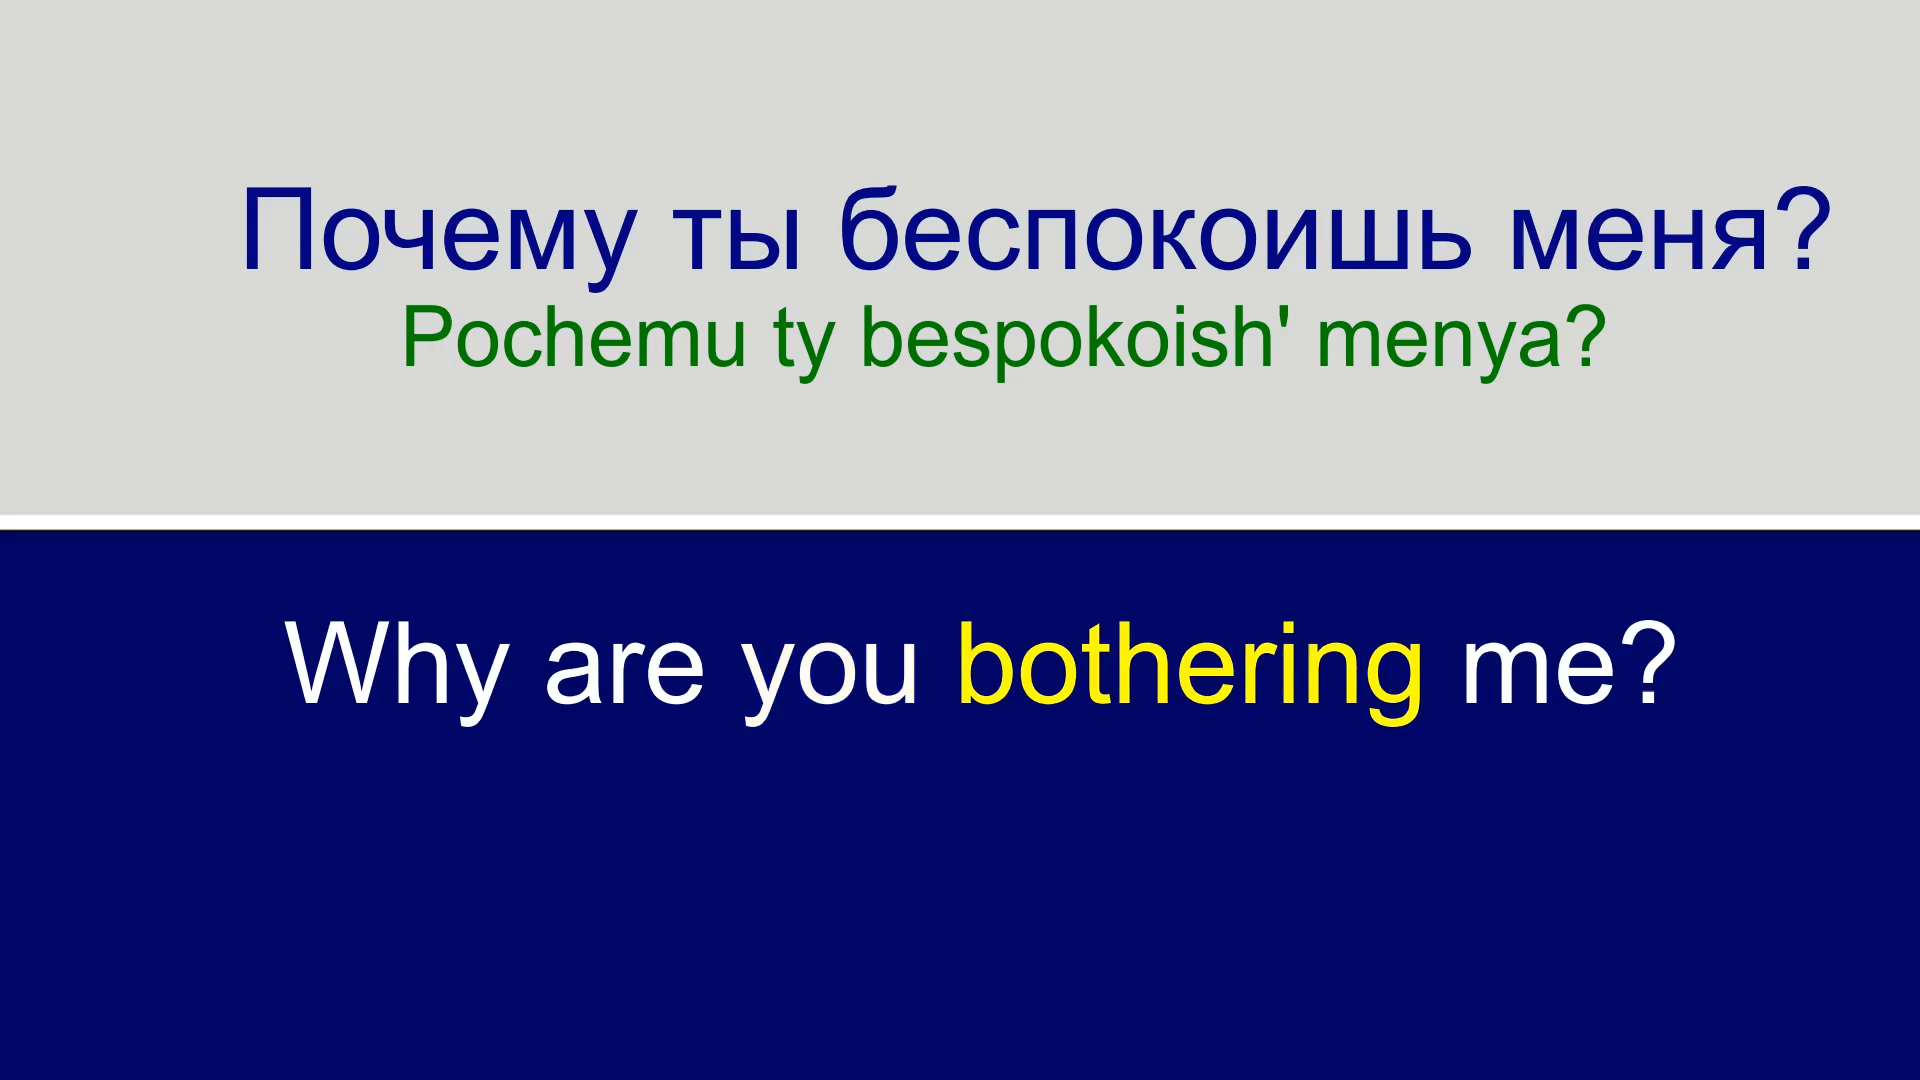 Почему ты беспокоишь меня?
Pochemu ty bespokoish' menya?
Why are you bothering me?